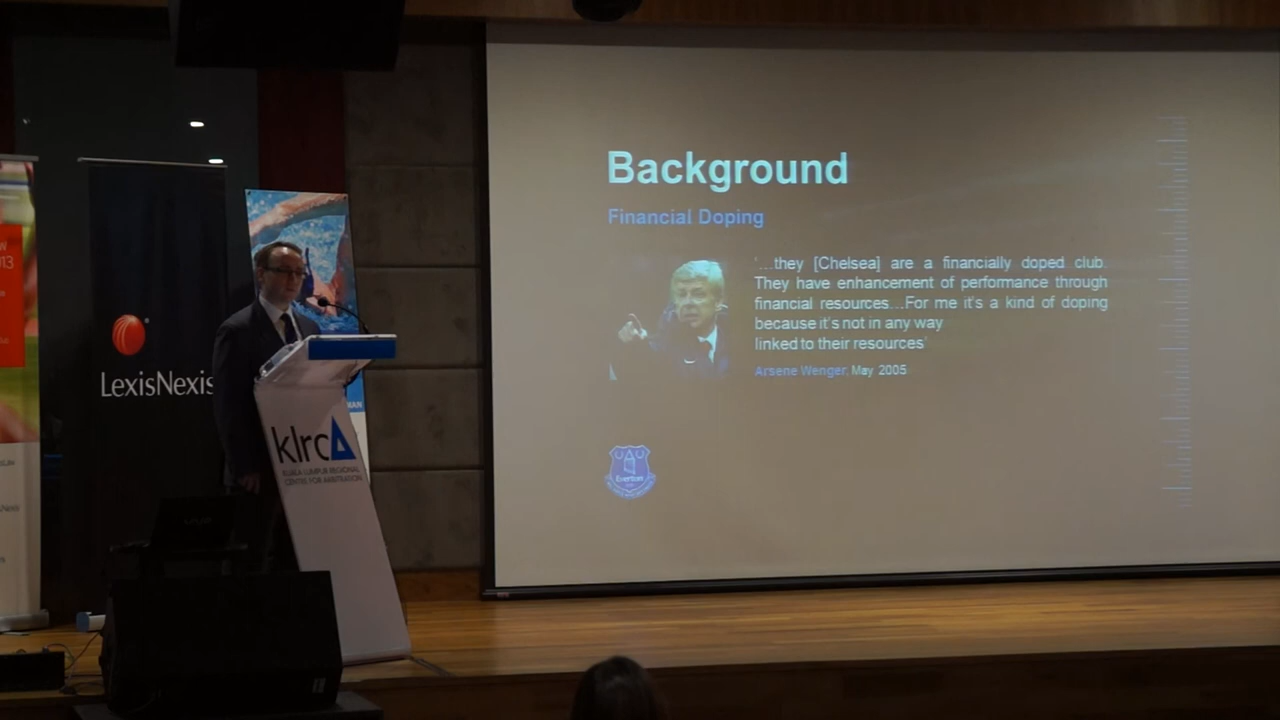 Background
Financial Doping
'...they [Chelsea] are a financially doped club.
They have enhancement of performance through
financial resources...For me it's a kind of doping
because it's not in any way
linked to their resources'
Arsene Wenger, May 2005
Everton
LexisNexis
klrca
KUALA LUMPUR REGIONAL
CENTRE FOR ARBITRATION